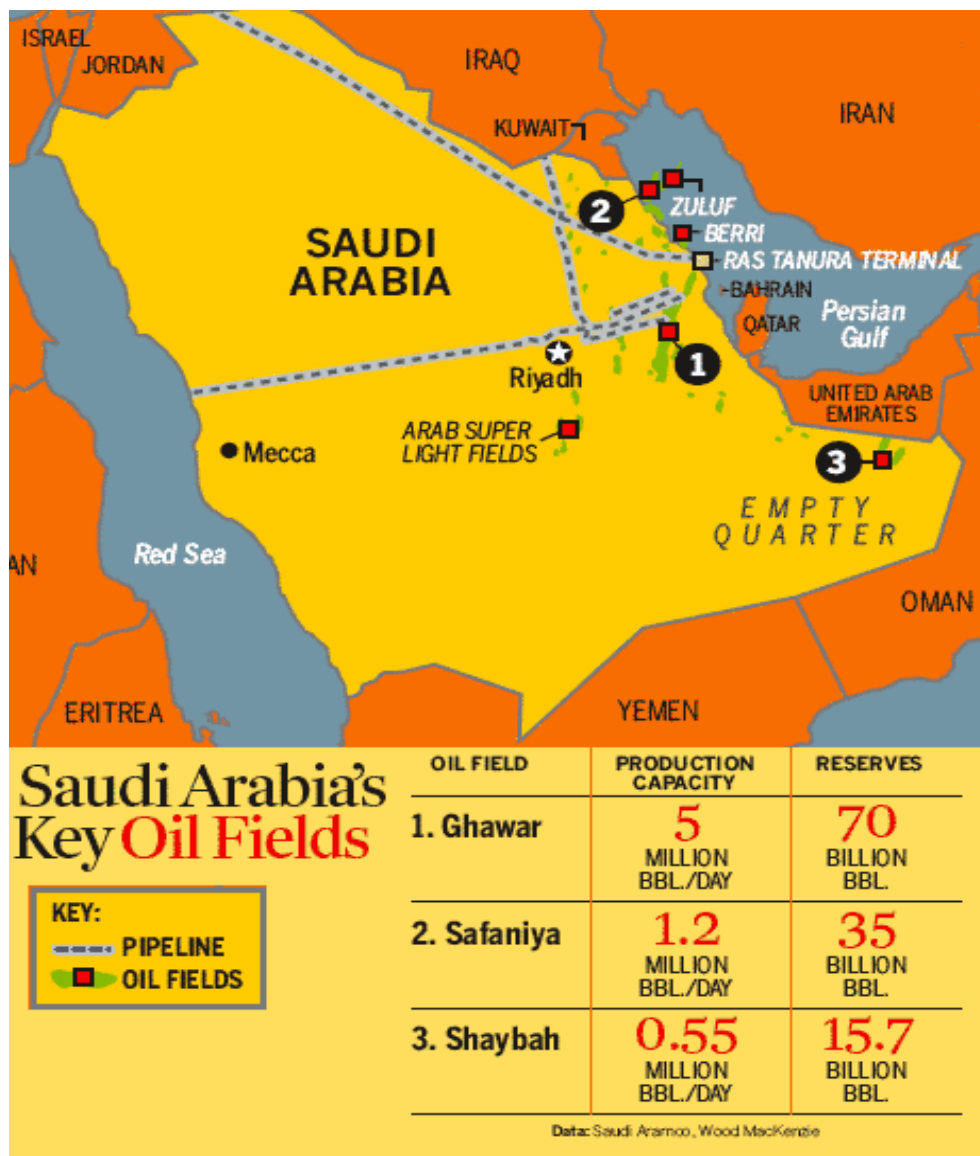 ISRAEL
JORDAN
IRAQ
IRAN
KUWAIT
2
ZULUF
BERRI
RAS TANURA TERMINAL
SAUDI
ARABIA
BAHRAIN
QATAR
Persian
Gulf
1
Riyadh
UNITED ARAB
EMIRATES
ARAB SUPER
LIGHT FIELDS
Mecca
3
EMPTY
QUARTER
Red Sea
AN
OMAN
ERITREA
YEMEN
Saudi Arabia's
Key Oil Fields
KEY:
PIPELINE
OIL FIELDS
OIL FIELD
PRODUCTION
CAPACITY
RESERVES
1. Ghawar
5
MILLION
BBL./DAY
70
BILLION
BBL.
2. Safaniya
1.2
MILLION
BBL./DAY
35
BILLION
BBL.
3. Shaybah
0.55
MILLION
BBL./DAY
15.7
BILLION
BBL.
Data: Saudi Aramco, Wood MacKenzie